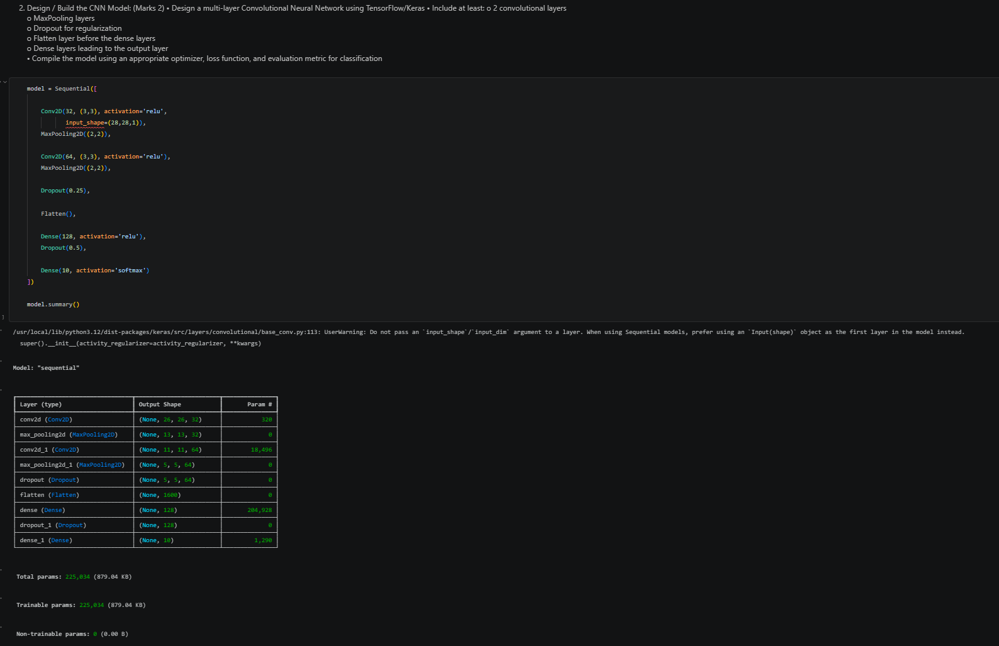 2. Design / Build the CNN Model: (Marks 2) • Design a multi-layer Convolutional Neural Network using TensorFlow/Keras • Include at least: o 2 convolutional layers
o MaxPooling layers
o Dropout for regularization
o Flatten layer before the dense layers
o Dense layers leading to the output layer
• Compile the model using an appropriate optimizer, loss function, and evaluation metric for classification
model = Sequential([
Conv2D(32, (3,3), activation='relu',
input_shape=(28,28,1)),
MaxPooling2D((2,2)),
Conv2D(64, (3,3), activation='relu'),
MaxPooling2D((2,2)),
Dropout(0.25),
Flatten(),
Dense(128, activation='relu'),
Dropout(0.5),
Dense(10, activation='softmax')
])
model.summary()
]
/usr/local/lib/python3.12/dist-packages/keras/src/layers/convolutional/base_conv.py:113: UserWarning: Do not pass an `input_shape`/`input_dim` argument to a layer. When using Sequential models, prefer using an `Input(shape)` object as the first layer in the model instead.
super().__init__(activity_regularizer=activity_regularizer, **kwargs)
Model: "sequential"
Layer (type) Output Shape Param #
conv2d (Conv2D) (None, 26, 26, 32) 320
max_pooling2d (MaxPooling2D) (None, 13, 13, 32) 0
conv2d_1 (Conv2D) (None, 11, 11, 64) 18,496
max_pooling2d_1 (MaxPooling2D) (None, 5, 5, 64) 0
dropout (Dropout) (None, 5, 5, 64) 0
flatten (Flatten) (None, 1600) 0
dense (Dense) (None, 128) 204,928
dropout_1 (Dropout) (None, 128) 0
dense_1 (Dense) (None, 10) 1,290
Total params: 225,034 (879.04 KB)
Trainable params: 225,034 (879.04 KB)
Non-trainable params: 0 (0.00 B)